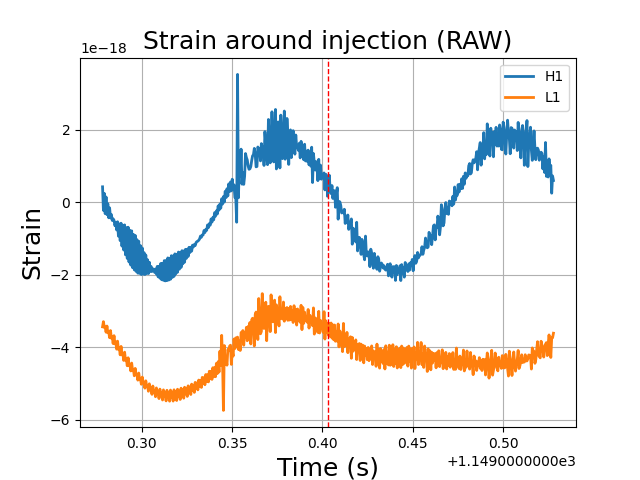 Strain around injection (RAW)
1e−18
H1
L1
2
0
−2
−4
−6
Strain
0.30 0.35 0.40 0.45 0.50
+1.1490000000e3
Time (s)